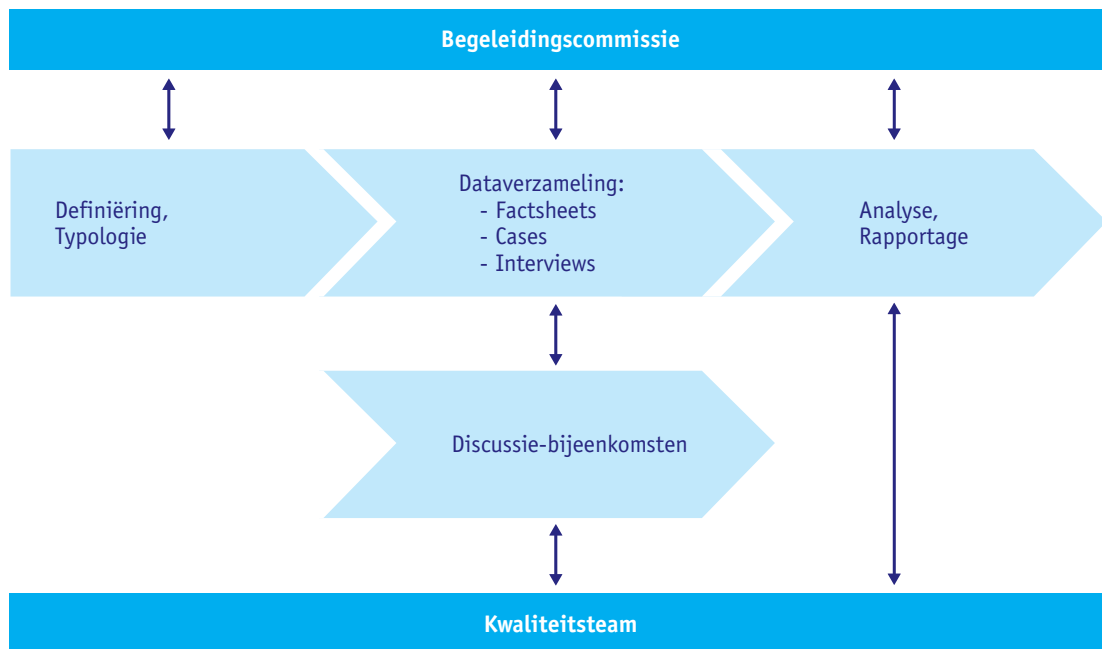 Begeleidingscommissie
Definiëring,
Typologie
Dataverzameling:
- Factsheets
- Cases
- Interviews
Analyse,
Rapportage
Discussie-bijeenkomsten
Kwaliteitsteam